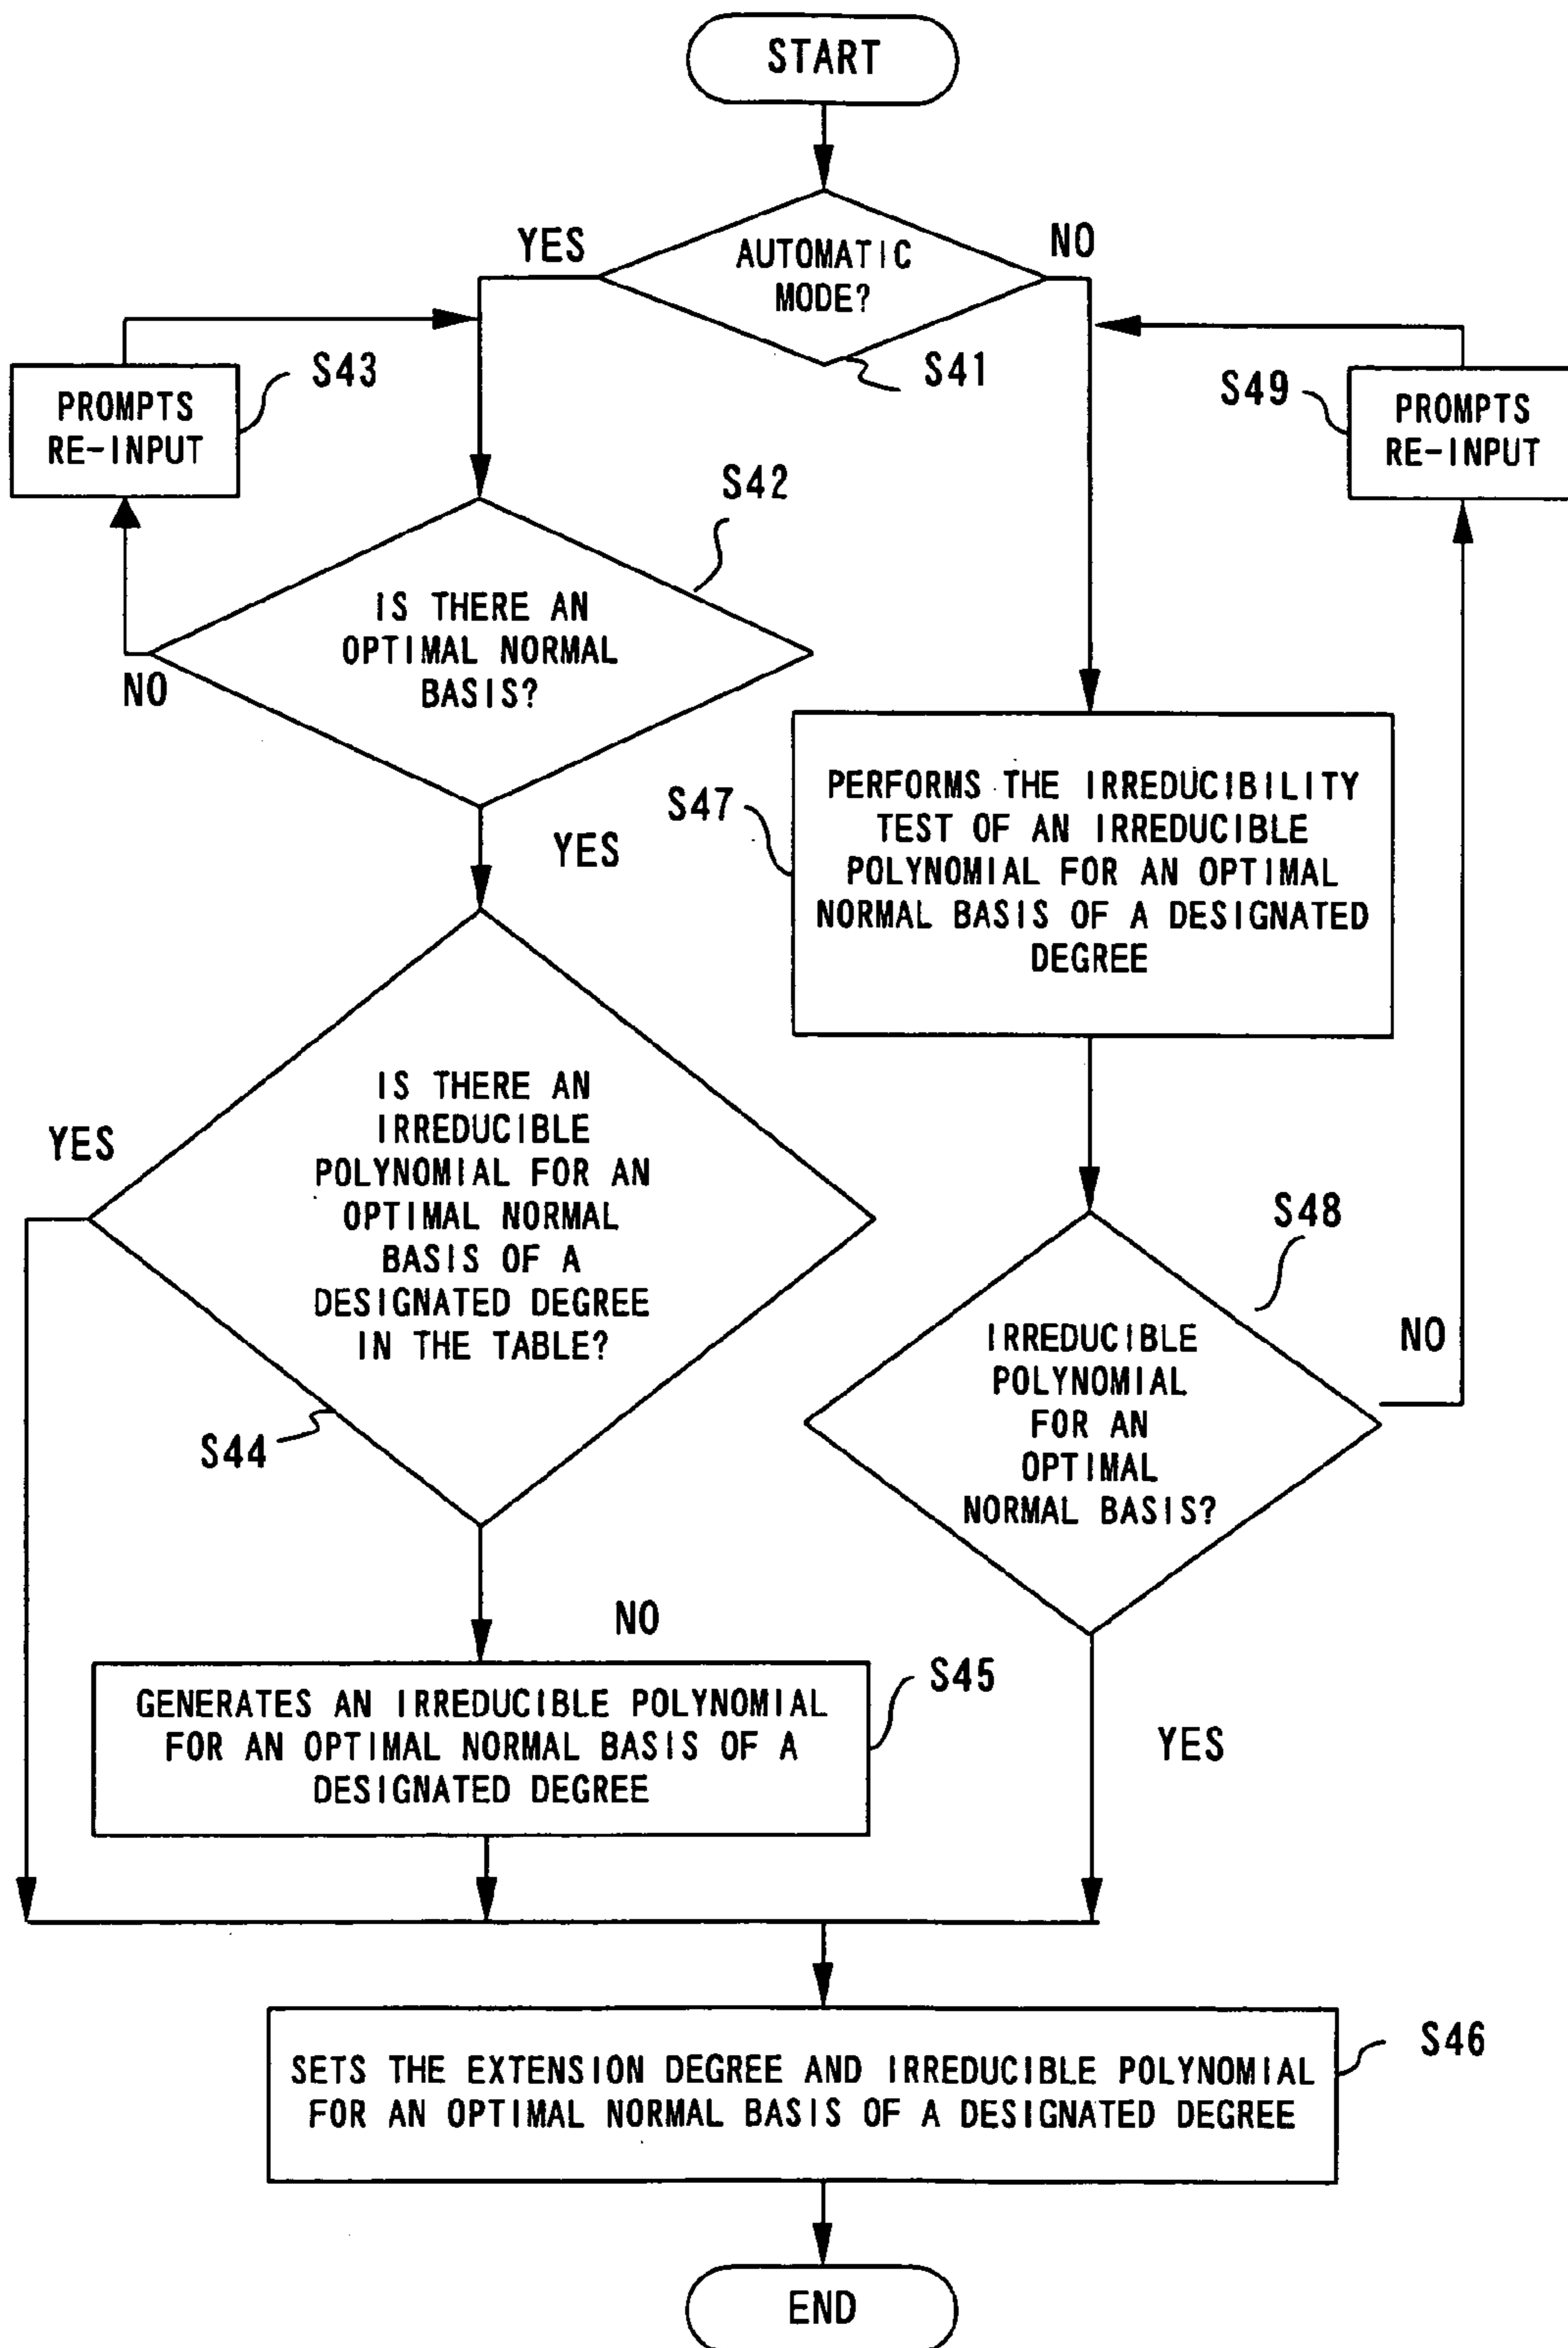 START
AUTOMATIC
MODE?
YES
NO
S41
PROMPTS
RE-INPUT
S43
S49
PROMPTS
RE-INPUT
S42
IS THERE AN
OPTIMAL NORMAL
BASIS?
NO
YES
S47
PERFORMS THE IRREDUCIBILITY
TEST OF AN IRREDUCIBLE
POLYNOMIAL FOR AN OPTIMAL
NORMAL BASIS OF A DESIGNATED
DEGREE
IS THERE AN
IRREDUCIBLE
POLYNOMIAL FOR AN
OPTIMAL NORMAL
BASIS OF A
DESIGNATED DEGREE
IN THE TABLE?
YES
S44
NO
S48
IRREDUCIBLE
POLYNOMIAL
FOR AN
OPTIMAL
NORMAL BASIS?
NO
YES
S45
GENERATES AN IRREDUCIBLE POLYNOMIAL
FOR AN OPTIMAL NORMAL BASIS OF A
DESIGNATED DEGREE
S46
SETS THE EXTENSION DEGREE AND IRREDUCIBLE POLYNOMIAL
FOR AN OPTIMAL NORMAL BASIS OF A DESIGNATED DEGREE
END